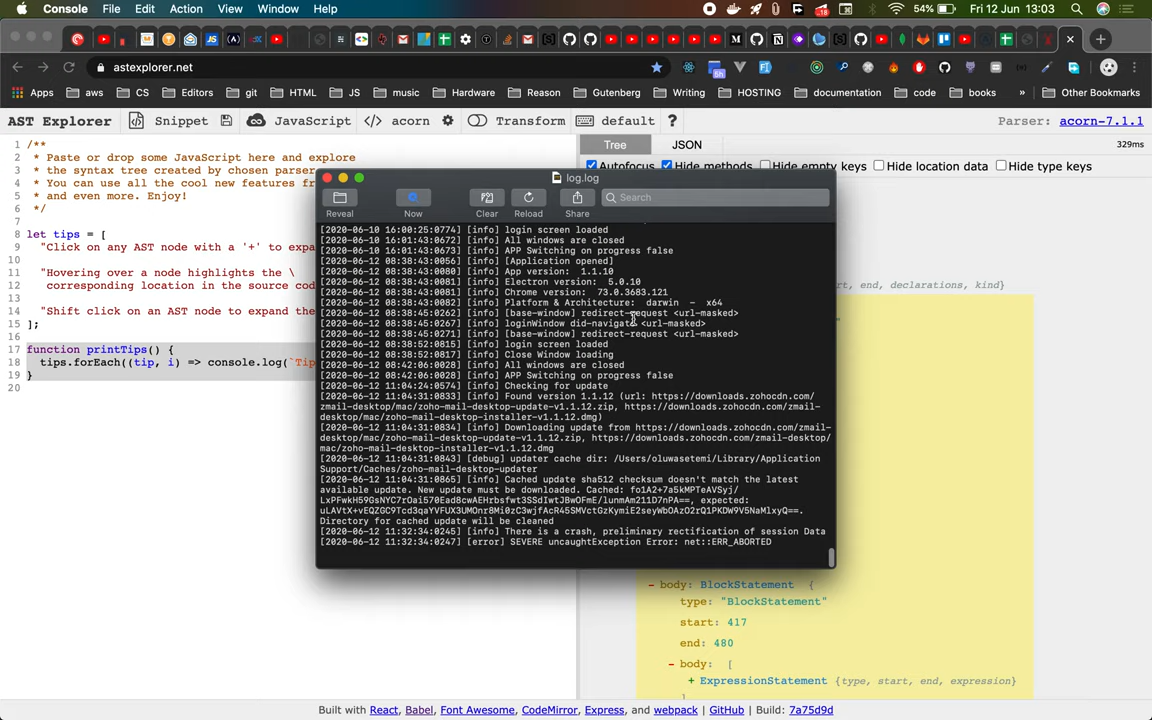 Console File Edit Action View Window Help
54% Fri 12 Jun 13:03
astexplorer.net
Apps aws CS Editors git HTML JS music Hardware Reason Gutenberg Writing HOSTING documentation code books » Other Bookmarks
AST Explorer Snippet JavaScript </> acorn Transform default ? Parser: acorn-7.1.1
Tree JSON 329ms
Autofocus Hide methods Hide empty keys Hide location data Hide type keys
1 /**
2 * Paste or drop some JavaScript here and explore
3 * the syntax tree created by chosen parser
4 * You can use all the cool new features fr
5 * and even more. Enjoy!
6 */
7
8 let tips = [
9 "Click on any AST node with a '+' to expa
10
11 "Hovering over a node highlights the \
12 corresponding location in the source cod
13
14 "Shift click on an AST node to expand the
15 ];
16
17 function printTips() {
18 tips.forEach((tip, i) => console.log(`Tip
19 }
20
log.log
Reveal Now Clear Reload Share Search
[2020-06-10 16:00:25:0774] [info] login screen loaded
[2020-06-10 16:01:43:0672] [info] All windows are closed
[2020-06-10 16:01:43:0673] [info] APP Switching on progress false
[2020-06-12 08:38:43:0056] [info] [Application opened]
[2020-06-12 08:38:43:0080] [info] App version: 1.1.10
[2020-06-12 08:38:43:0081] [info] Electron version: 5.0.10
[2020-06-12 08:38:43:0081] [info] Chrome version: 73.0.3683.121
[2020-06-12 08:38:43:0082] [info] Platform & Architecture: darwin - x64
[2020-06-12 08:38:45:0262] [info] [base-window] redirect-request <url-masked>
[2020-06-12 08:38:45:0267] [info] loginWindow did-navigate <url-masked>
[2020-06-12 08:38:45:0271] [info] [base-window] redirect-request <url-masked>
[2020-06-12 08:38:52:0815] [info] login screen loaded
[2020-06-12 08:38:52:0817] [info] Close Window loading
[2020-06-12 08:42:06:0028] [info] All windows are closed
[2020-06-12 08:42:06:0028] [info] APP Switching on progress false
[2020-06-12 11:04:24:0574] [info] Checking for update
[2020-06-12 11:04:31:0833] [info] Found version 1.1.12 (url: https://downloads.zohocdn.com/
zmail-desktop/mac/zoho-mail-desktop-update-v1.1.12.zip, https://downloads.zohocdn.com/zmail-
desktop/mac/zoho-mail-desktop-installer-v1.1.12.dmg)
[2020-06-12 11:04:31:0834] [info] Downloading update from https://downloads.zohocdn.com/
zmail-desktop/mac/zoho-mail-desktop-update-v1.1.12.zip, https://downloads.zohocdn.com/zmail-desktop/
mac/zoho-mail-desktop-installer-v1.1.12.dmg
[2020-06-12 11:04:31:0843] [debug] updater cache dir: /Users/oluwasetemi/Library/Application
Support/Caches/zoho-mail-desktop-updater
[2020-06-12 11:04:31:0865] [info] Cached update sha512 checksum doesn't match the latest
available update. New update must be downloaded. Cached: fo1A2+7a5kMPTeAVSyj/
LxPFwkH59GsNYC7rOai570Ead8cwAEHrbsfwt3SSdIwtJBwOFmE/lunmAm211D7nPA==, expected:
uLAVtX+vEQZGC9Tcd3qaYVFUX3UMOnr8Mi0zC3wjfAcR45SMVctGzKymiE2seyWbOAzO2rQ1PKDW9V5NaMlxyQ==.
Directory for cached update will be cleaned
[2020-06-12 11:32:34:0245] [info] There is a crash, preliminary rectification of session Data
[2020-06-12 11:32:34:0247] [error] SEVERE uncaughtException Error: net::ERR_ABORTED
rt, end, declarations, kind}
- body: BlockStatement {
type: "BlockStatement"
start: 417
end: 480
- body: [
+ ExpressionStatement {type, start, end, expression}
]
Built with React, Babel, Font Awesome, CodeMirror, Express, and webpack | GitHub | Build: 7a75d9d